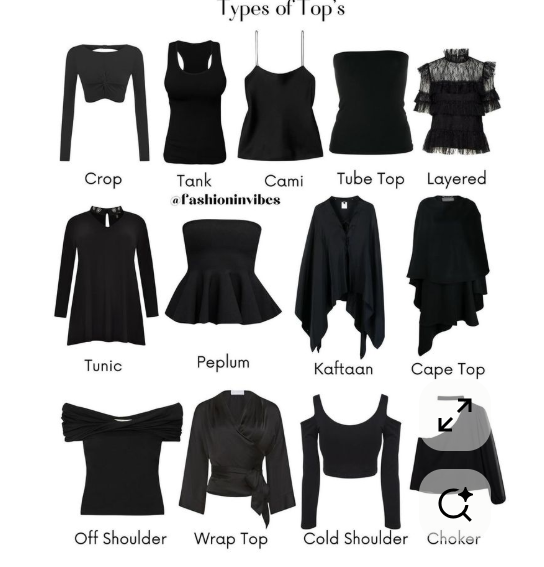 Types of Top's
Crop Tank Cami Tube Top Layered
@fashioninvibes
Tunic Peplum Kaftaan Cape Top
Off Shoulder Wrap Top Cold Shoulder Choker